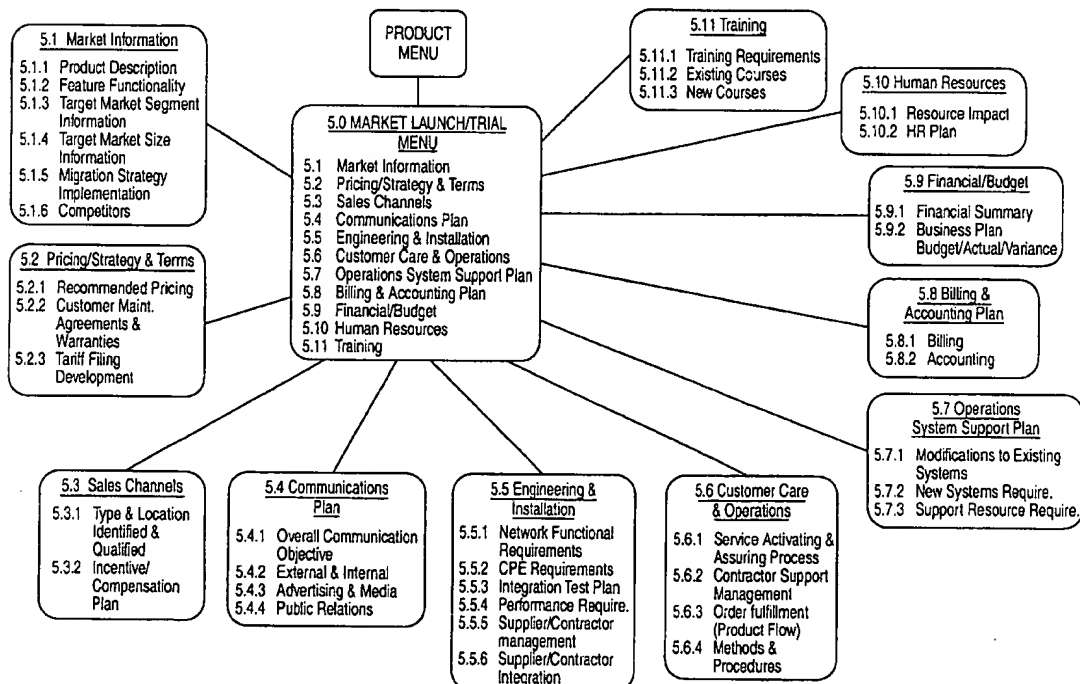 PRODUCT
MENU
5.0 MARKET LAUNCH/TRIAL
MENU
5.1 Market Information
5.2 Pricing/Strategy & Terms
5.3 Sales Channels
5.4 Communications Plan
5.5 Engineering & Installation
5.6 Customer Care & Operations
5.7 Operations System Support Plan
5.8 Billing & Accounting Plan
5.9 Financial/Budget
5.10 Human Resources
5.11 Training
5.1 Market Information
5.1.1 Product Description
5.1.2 Feature Functionality
5.1.3 Target Market Segment
Information
5.1.4 Target Market Size
Information
5.1.5 Migration Strategy
Implementation
5.1.6 Competitors
5.2 Pricing/Strategy & Terms
5.2.1 Recommended Pricing
5.2.2 Customer Maint.
Agreements &
Warranties
5.2.3 Tariff Filing
Development
5.3 Sales Channels
5.3.1 Type & Location
Identified &
Qualified
5.3.2 Incentive/
Compensation
Plan
5.4 Communications
Plan
5.4.1 Overall Communication
Objective
5.4.2 External & Internal
5.4.3 Advertising & Media
5.4.4 Public Relations
5.5 Engineering &
Installation
5.5.1 Network Functional
Requirements
5.5.2 CPE Requirements
5.5.3 Integration Test Plan
5.5.4 Performance Require.
5.5.5 Supplier/Contractor
management
5.5.6 Supplier/Contractor
Integration
5.6 Customer Care
& Operations
5.6.1 Service Activating &
Assuring Process
5.6.2 Contractor Support
Management
5.6.3 Order fulfillment
(Product Flow)
5.6.4 Methods &
Procedures
5.7 Operations
System Support Plan
5.7.1 Modifications to Existing
Systems
5.7.2 New Systems Require.
5.7.3 Support Resource Require.
5.8 Billing &
Accounting Plan
5.8.1 Billing
5.8.2 Accounting
5.9 Financial/Budget
5.9.1 Financial Summary
5.9.2 Business Plan
Budget/Actual/Variance
5.10 Human Resources
5.10.1 Resource Impact
5.10.2 HR Plan
5.11 Training
5.11.1 Training Requirements
5.11.2 Existing Courses
5.11.3 New Courses